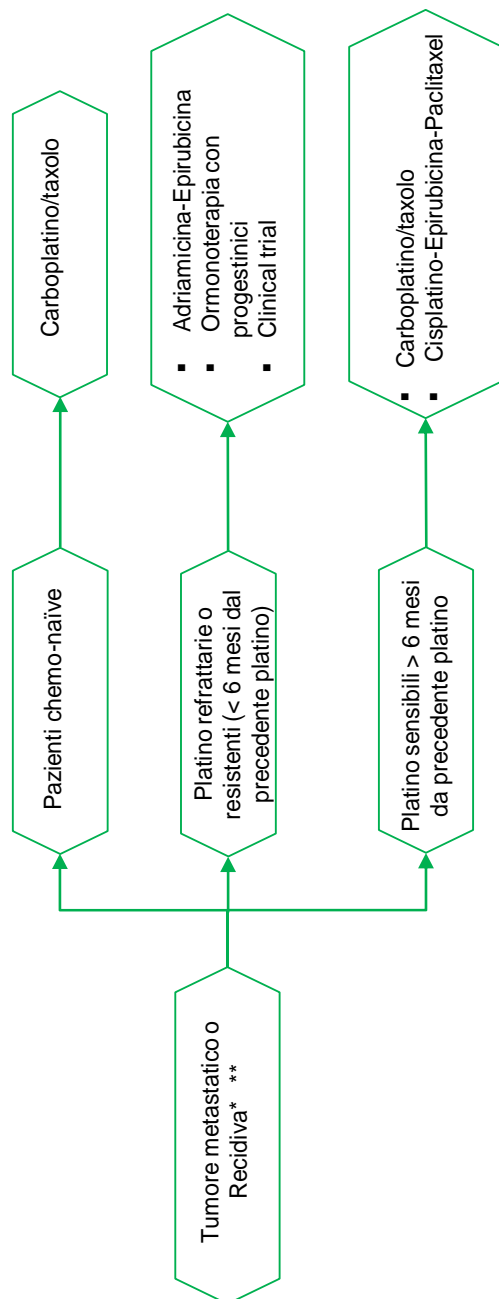 Tumore metastatico o
Recidiva* **
Pazienti chemo-naïve
Carboplatino/taxolo
Platino refrattarie o
resistenti (< 6 mesi dal
precedente platino)
▪ Adriamicina-Epirubicina
▪ Ormonoterapia con
progestinici
▪ Clinical trial
Platino sensibili > 6 mesi
da precedente platino
▪ Carboplatino/taxolo
▪ Cisplatino-Epirubicina-Paclitaxel